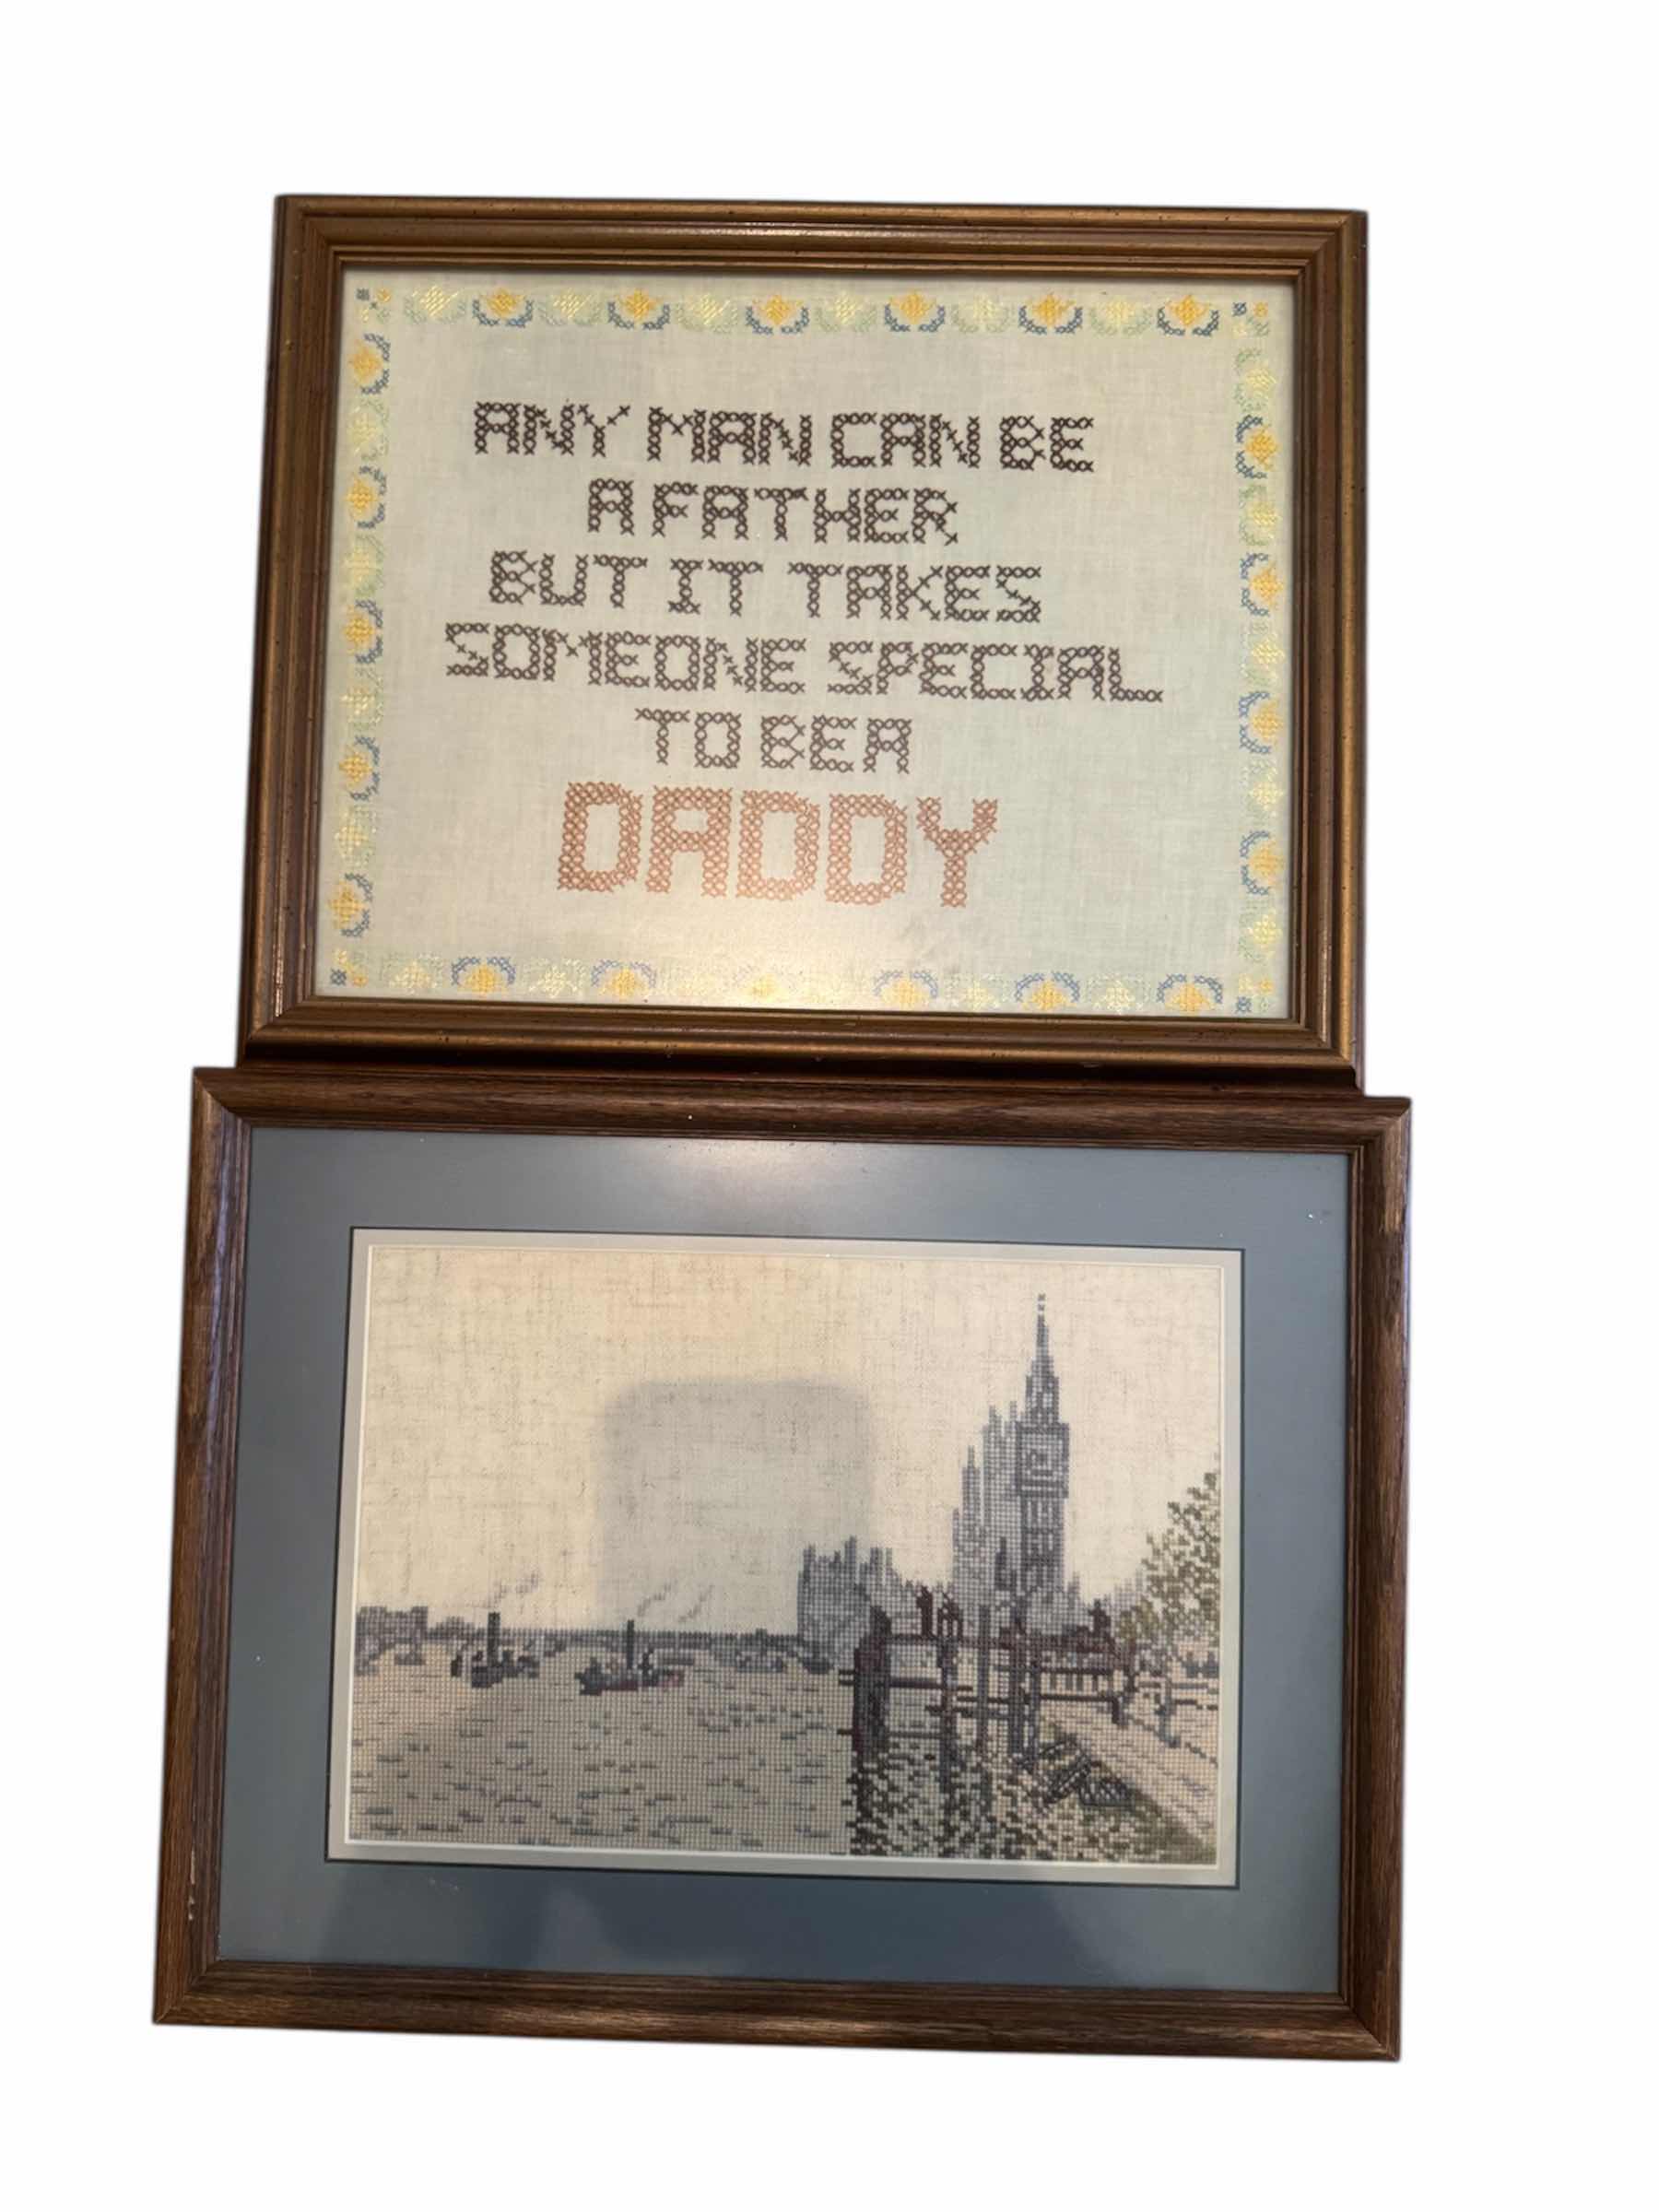 ANY MAN CAN BE
A FATHER
BUT IT TAKES
SOMEONE SPECIAL
TO BE A
DADDY